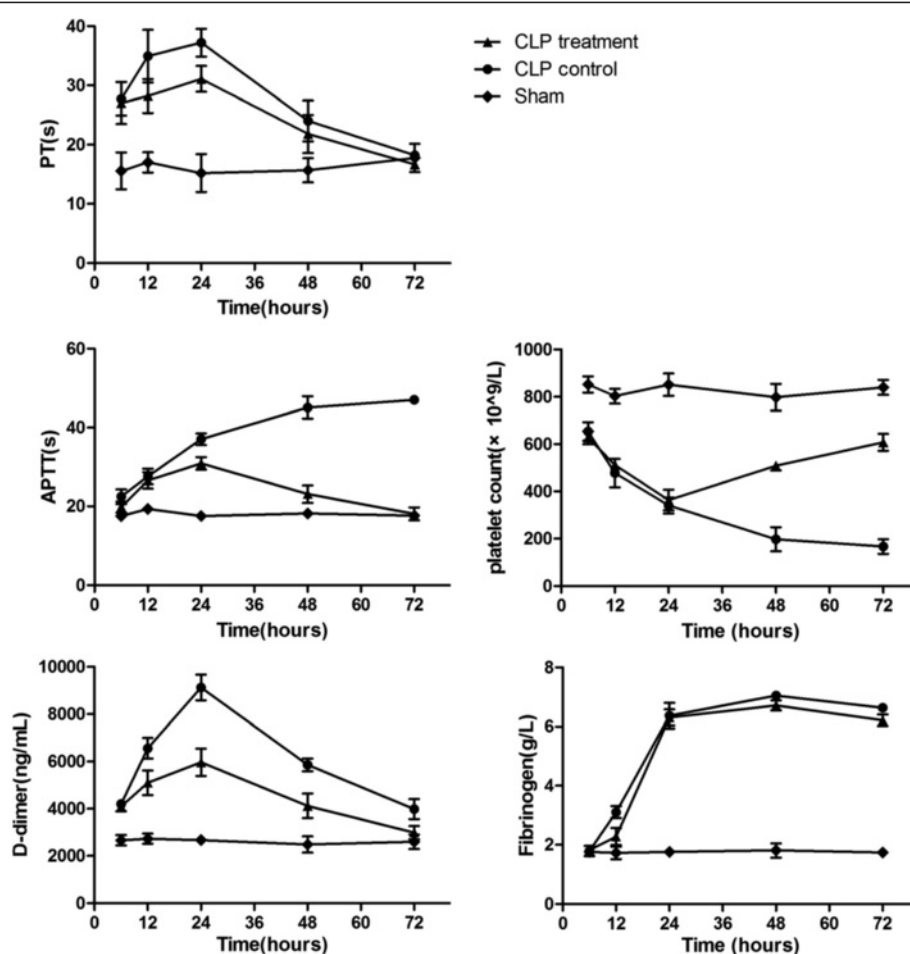 40
30
20
10
0
PT(s)
0 12 24 36 48 60 72
Time(hours)
CLP treatment
CLP control
Sham
60
40
20
0
APTT(s)
0 12 24 36 48 60 72
Time(hours)
1000
800
600
400
200
0
platelet count(× 10^9/L)
0 12 24 36 48 60 72
Time (hours)
10000
8000
6000
4000
2000
0
D-dimer(ng/mL)
0 12 24 36 48 60 72
Time(hours)
8
6
4
2
0
Fibrinogen(g/L)
0 12 24 36 48 60 72
Time (hours)